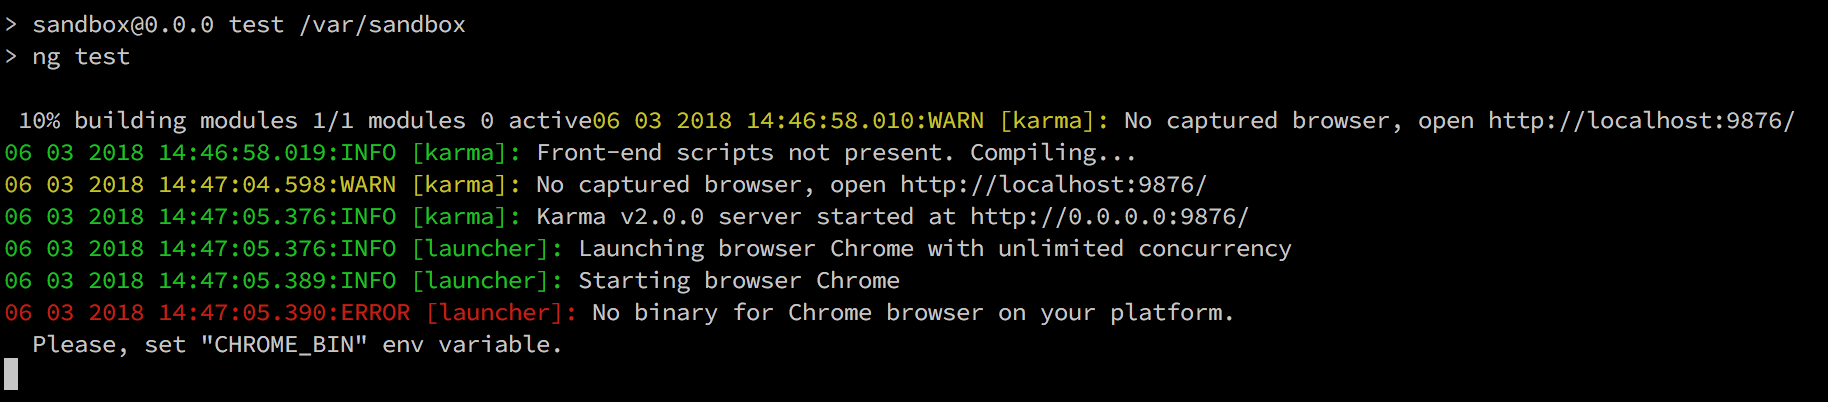 > sandbox@0.0.0 test /var/sandbox
> ng test
10% building modules 1/1 modules 0 active06 03 2018 14:46:58.010:WARN [karma]: No captured browser, open http://localhost:9876/
06 03 2018 14:46:58.019:INFO [karma]: Front-end scripts not present. Compiling...
06 03 2018 14:47:04.598:WARN [karma]: No captured browser, open http://localhost:9876/
06 03 2018 14:47:05.376:INFO [karma]: Karma v2.0.0 server started at http://0.0.0.0:9876/
06 03 2018 14:47:05.376:INFO [launcher]: Launching browser Chrome with unlimited concurrency
06 03 2018 14:47:05.389:INFO [launcher]: Starting browser Chrome
06 03 2018 14:47:05.390:ERROR [launcher]: No binary for Chrome browser on your platform.
Please, set "CHROME_BIN" env variable.